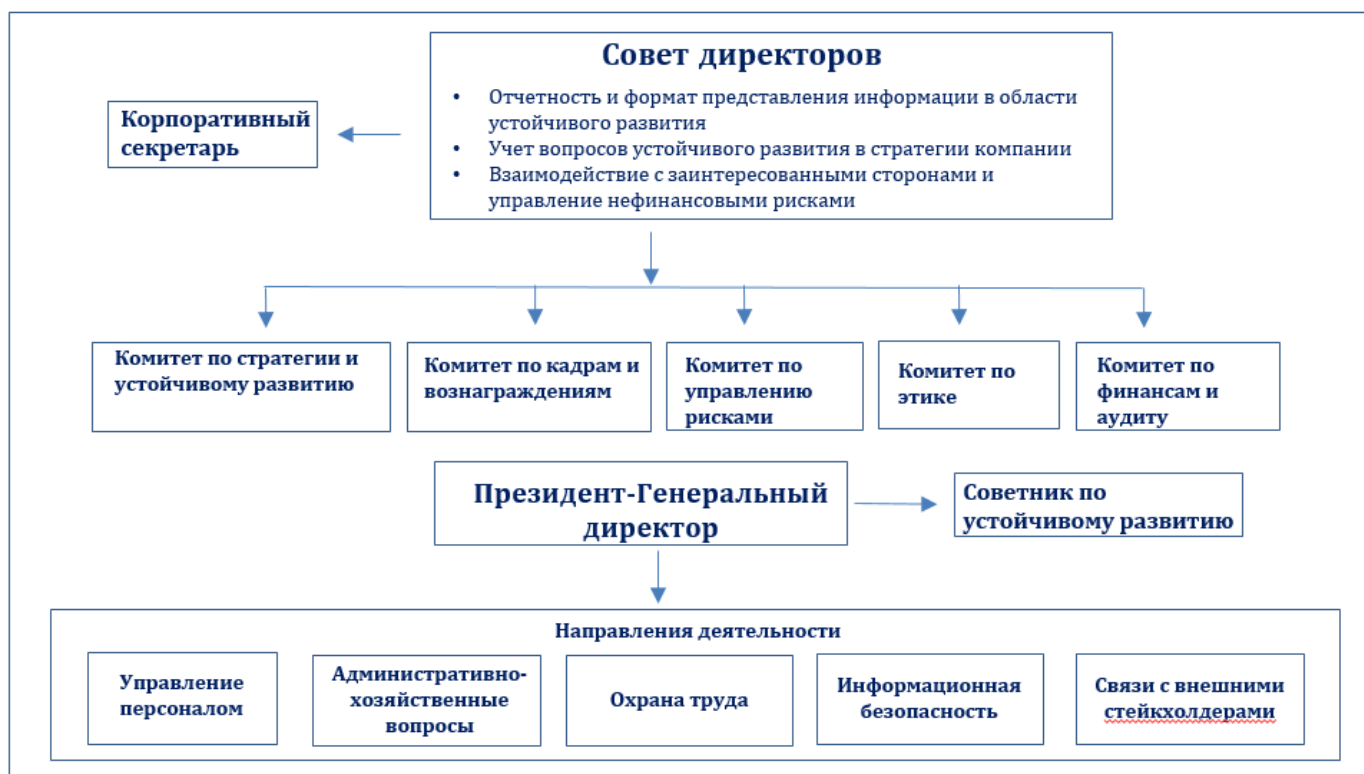 Совет директоров
• Отчетность и формат представления информации в области
устойчивого развития
• Учет вопросов устойчивого развития в стратегии компании
• Взаимодействие с заинтересованными сторонами и
управление нефинансовыми рисками
Корпоративный
секретарь
Комитет по стратегии и
устойчивому развитию
Комитет по кадрам и
вознаграждениям
Комитет по
управлению
рисками
Комитет по
этике
Комитет по
финансам и
аудиту
Президент-Генеральный
директор
Советник по
устойчивому развитию
Направления деятельности
Управление
персоналом
Административно-
хозяйственные
вопросы
Охрана труда
Информационная
безопасность
Связи с внешними
стейкхолдерами